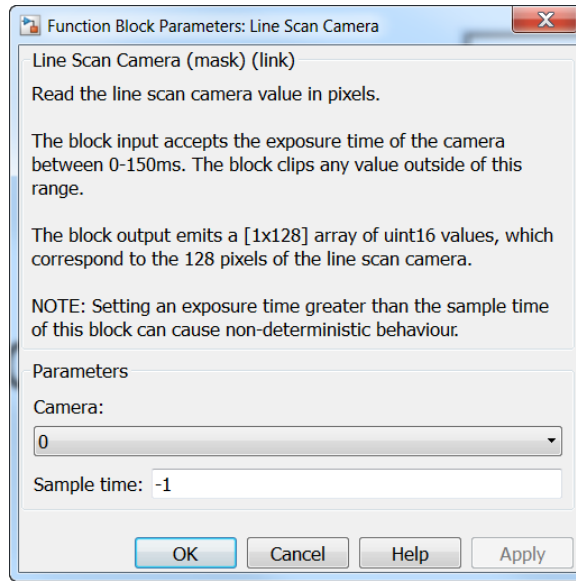 Function Block Parameters: Line Scan Camera
Line Scan Camera (mask) (link)
Read the line scan camera value in pixels.
The block input accepts the exposure time of the camera
between 0-150ms. The block clips any value outside of this
range.
The block output emits a [1x128] array of uint16 values, which
correspond to the 128 pixels of the line scan camera.
NOTE: Setting an exposure time greater than the sample time
of this block can cause non-deterministic behaviour.
Parameters
Camera:
0
Sample time: -1
OK Cancel Help Apply